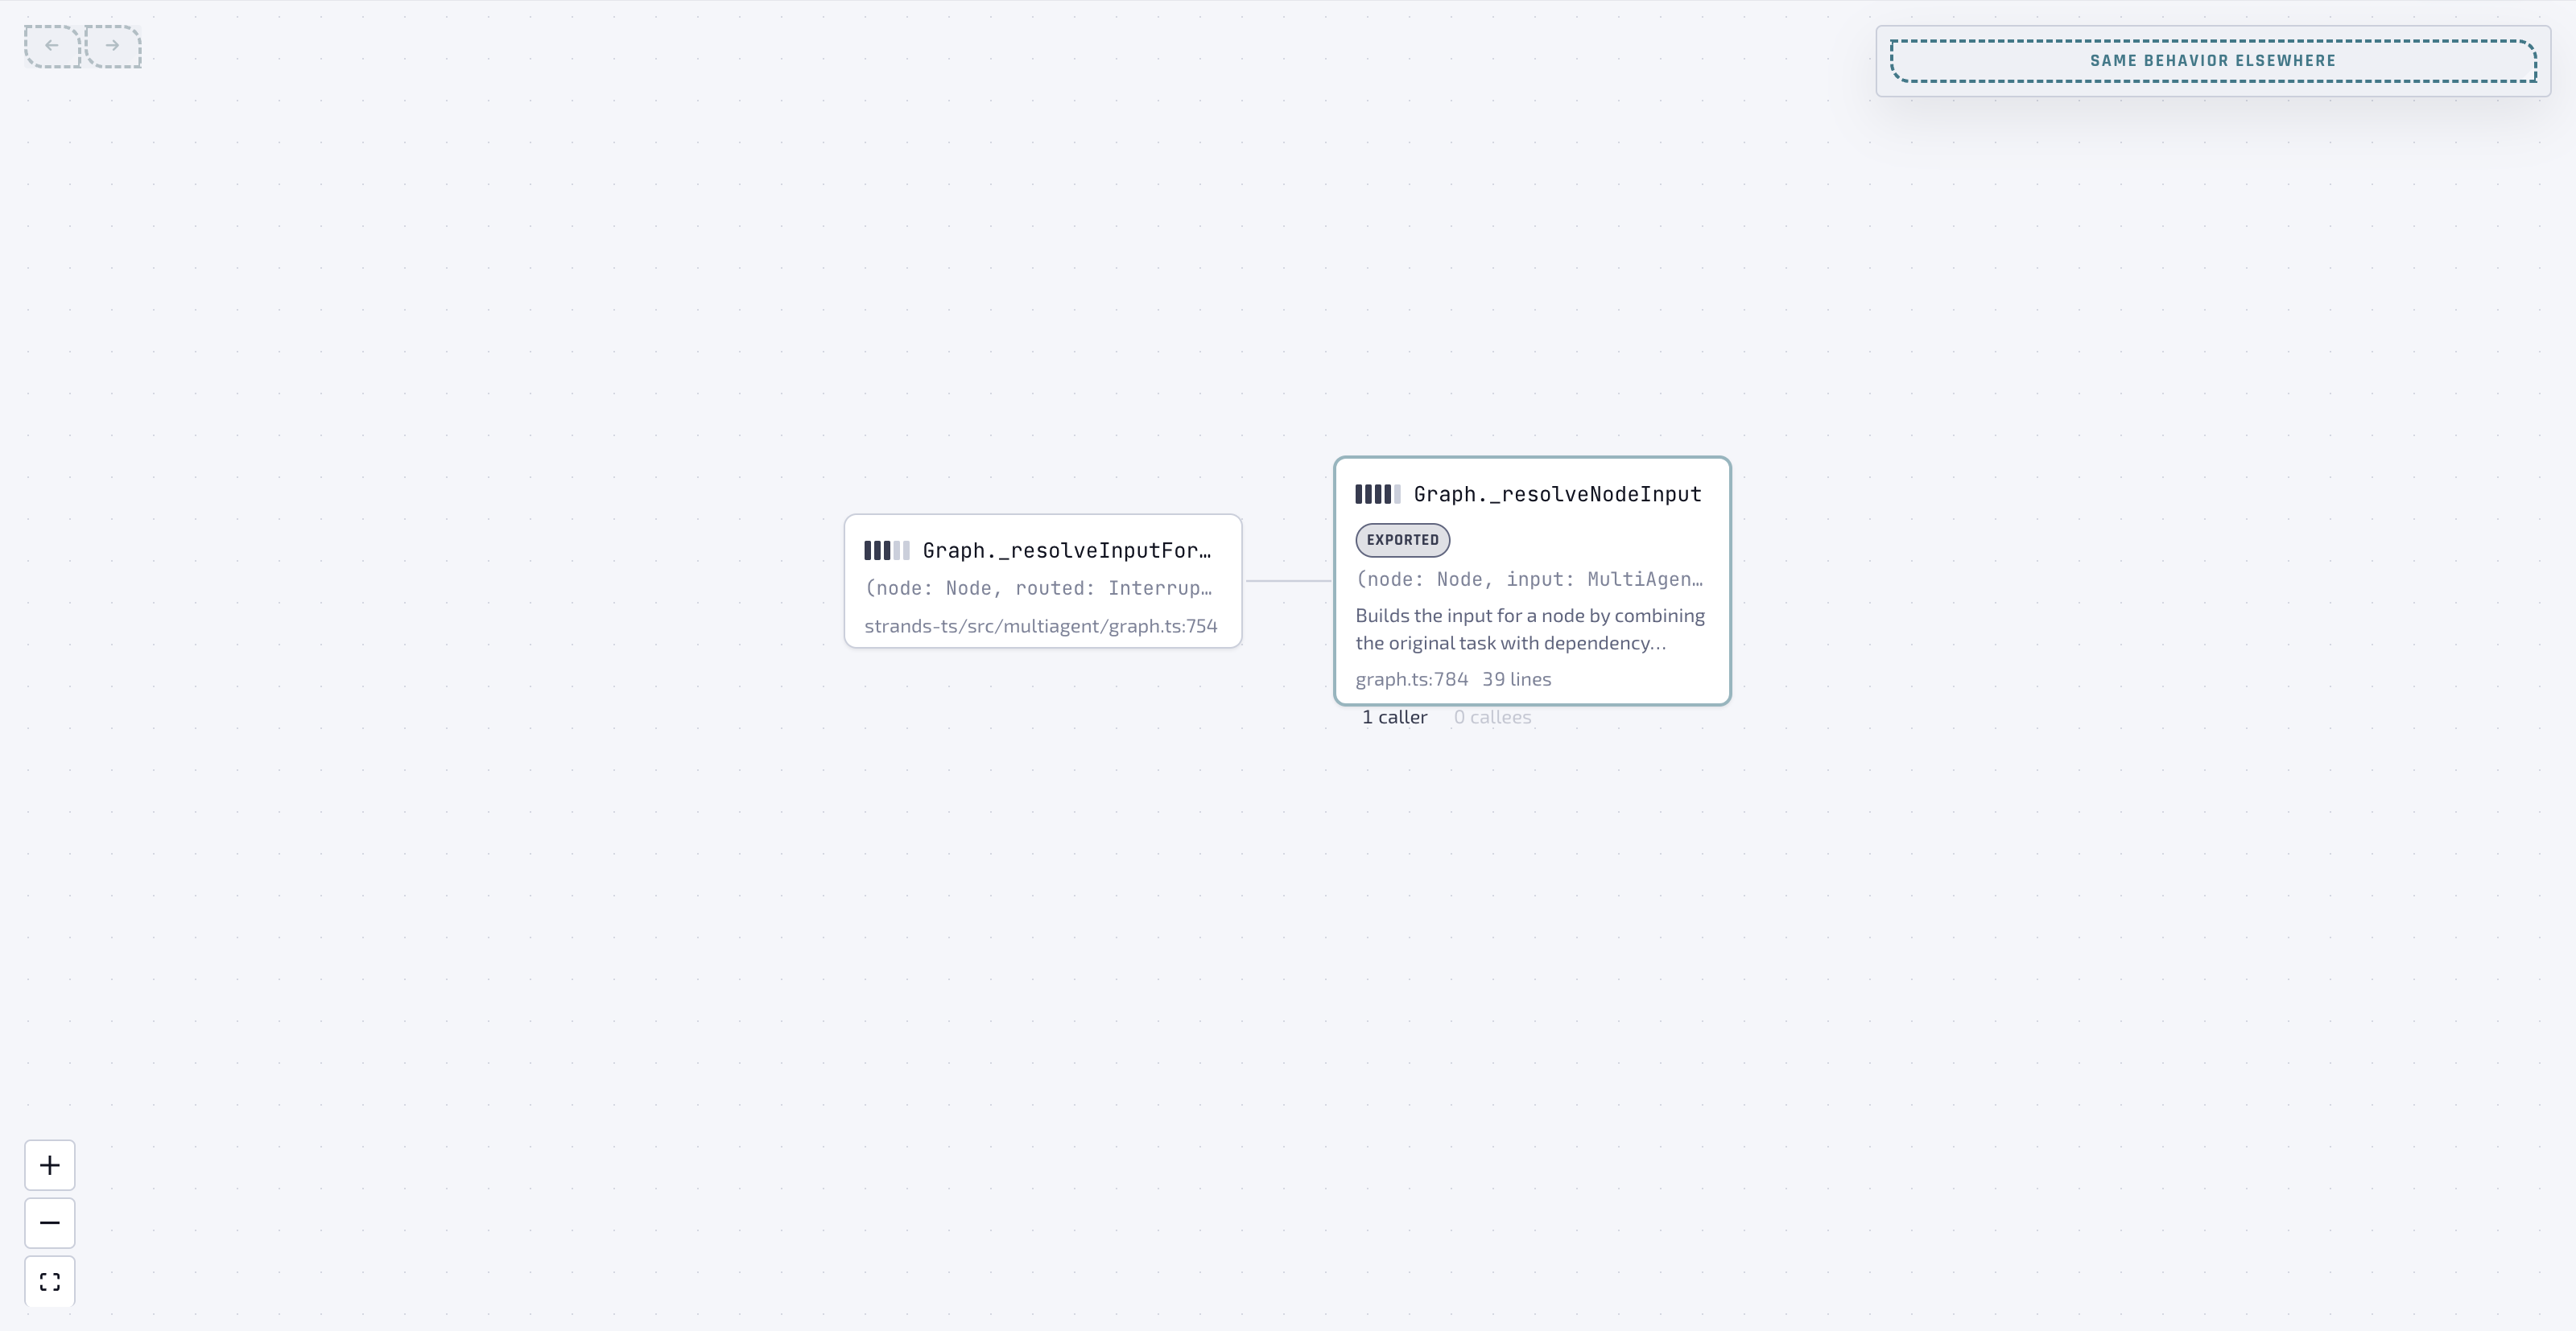 SAME BEHAVIOR ELSEWHERE
Graph._resolveInputFor…
(node: Node, routed: Interrup…
strands-ts/src/multiagent/graph.ts:754
Graph._resolveNodeInput
EXPORTED
(node: Node, input: MultiAgen…
Builds the input for a node by combining
the original task with dependency…
graph.ts:784 39 lines
1 caller 0 callees